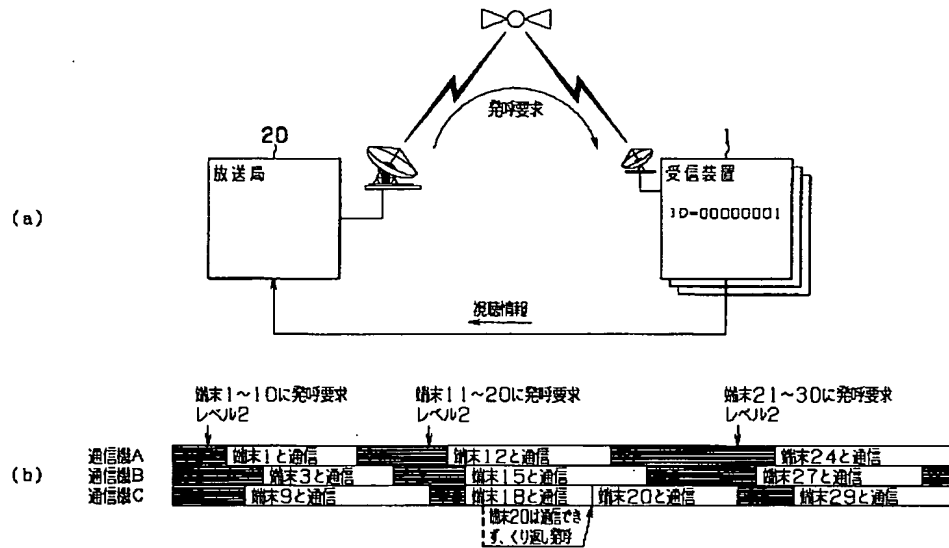 発呼要求
20
放送局
1
受信装置
ID=00000001
(a)
視聴情報
端末1～10に発呼要求
レベル2
端末11～20に発呼要求
レベル2
端末21～30に発呼要求
レベル2
(b)
通信機A
端末1と通信
端末12と通信
端末24と通信
通信機B
端末3と通信
端末15と通信
端末27と通信
通信機C
端末9と通信
端末18と通信
端末20と通信
端末29と通信
端末20は通信でき
ず、くり返し発呼